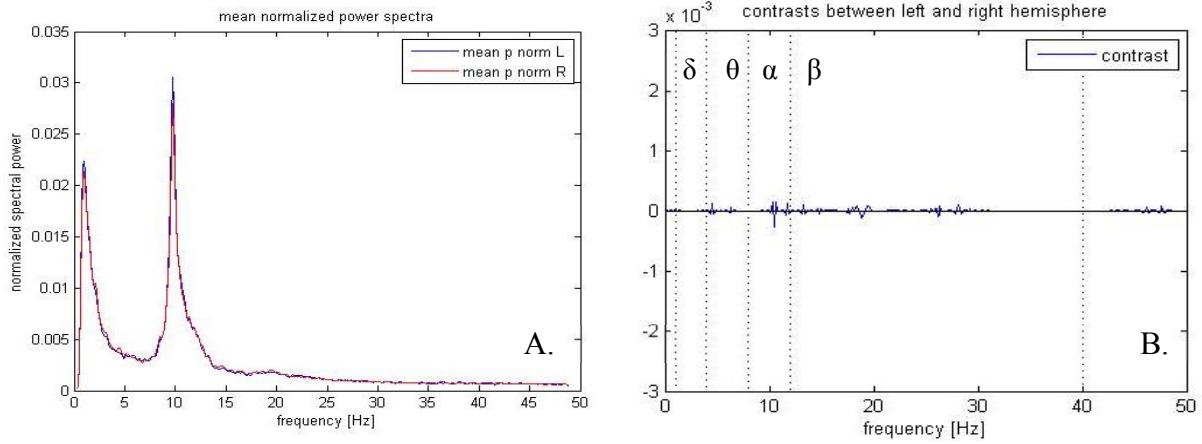 mean normalized power spectra
0.035
0.03
0.025
0.02
0.015
0.01
0.005
0
normalized spectral power
mean p norm L
mean p norm R
A.
0 5 10 15 20 25 30 35 40 45 50
frequency [Hz]
contrasts between left and right hemisphere
x 10⁻³
3
2
1
0
-1
-2
-3
δ θ α β
contrast
B.
0 10 20 30 40 50
frequency [Hz]